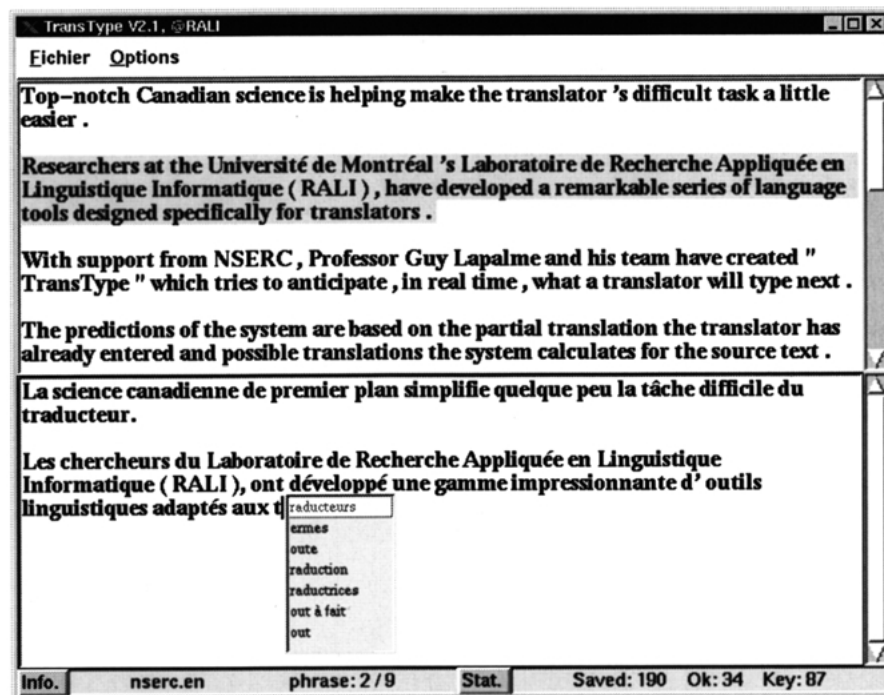 TransType V2.1, @RALI
Fichier Options
Top-notch Canadian science is helping make the translator 's difficult task a little
easier .
Researchers at the Université de Montréal 's Laboratoire de Recherche Appliquée en
Linguistique Informatique ( RALI ) , have developed a remarkable series of language
tools designed specifically for translators .
With support from NSERC , Professor Guy Lapalme and his team have created "
TransType " which tries to anticipate , in real time , what a translator will type next .
The predictions of the system are based on the partial translation the translator has
already entered and possible translations the system calculates for the source text .
La science canadienne de premier plan simplifie quelque peu la tâche difficile du
traducteur.
Les chercheurs du Laboratoire de Recherche Appliquée en Linguistique
Informatique ( RALI ), ont développé une gamme impressionnante d' outils
linguistiques adaptés aux t raducteurs
ermes
oute
raduction
raductrices
out à fait
out
Info. nserc.en phrase: 2 / 9 Stat. Saved: 190 Ok: 34 Key: 87